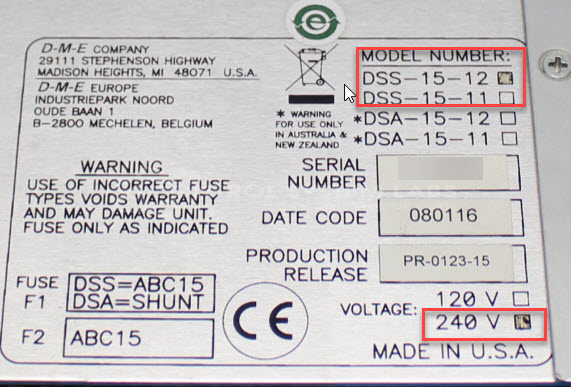 D-M-E COMPANY
29111 STEPHENSON HIGHWAY
MADISON HEIGHTS, MI 48071 U.S.A.
D-M-E EUROPE
INDUSTRIEPARK NOORD
OUDE BAAN 1
B-2800 MECHELEN, BELGIUM
* WARNING
FOR USE ONLY
IN AUSTRALIA &
NEW ZEALAND
MODEL NUMBER:
DSS-15-12
DSS-15-11
*DSA-15-12
*DSA-15-11
WARNING
USE OF INCORRECT FUSE
TYPES VOIDS WARRANTY
AND MAY DAMAGE UNIT.
FUSE ONLY AS INDICATED
SERIAL
NUMBER
DATE CODE
080116
PRODUCTION
RELEASE
PR-0123-15
FUSE
F1
DSS=ABC15
DSA=SHUNT
F2
ABC15
CE
VOLTAGE:
120 V
240 V
MADE IN U.S.A.